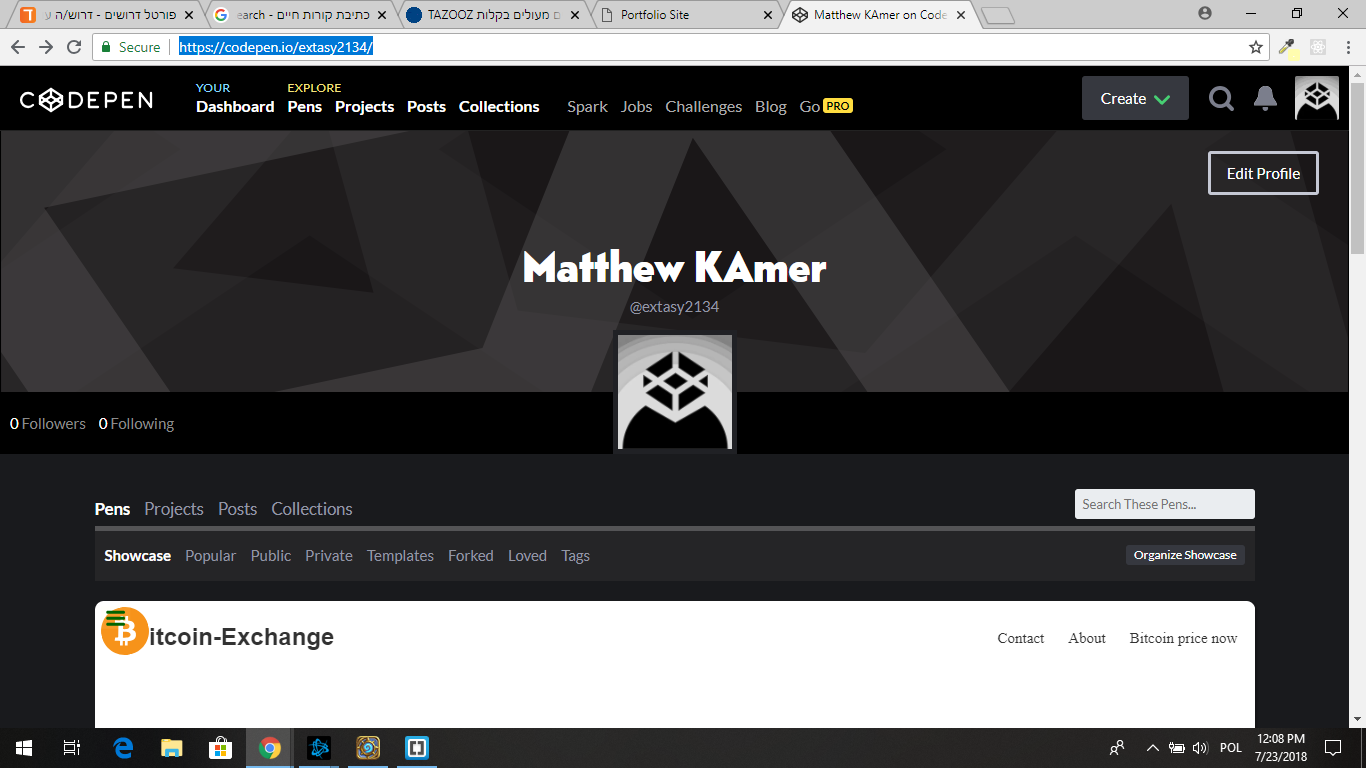 פורטל דרושים - דרוש/ה ע
earch - כתיבת קורות חיים
ם מעולים בקלות TAZOOZ
Portfolio Site
Matthew KAmer on Code
Secure https://codepen.io/extasy2134/
CODEPEN
YOUR
Dashboard
EXPLORE
Pens Projects Posts Collections
Spark Jobs Challenges Blog Go PRO
Create
Edit Profile
Matthew KAmer
@extasy2134
0 Followers 0 Following
Pens Projects Posts Collections
Search These Pens...
Showcase Popular Public Private Templates Forked Loved Tags
Organize Showcase
itcoin-Exchange
Contact About Bitcoin price now
POL
12:08 PM
7/23/2018